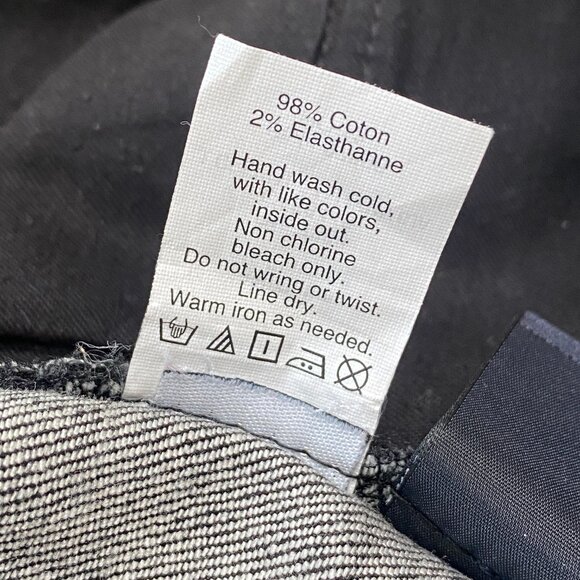 98% Coton
2% Elasthanne
Hand wash cold,
with like colors,
inside out.
Non chlorine
bleach only.
Do not wring or twist.
Line dry.
Warm iron as needed.